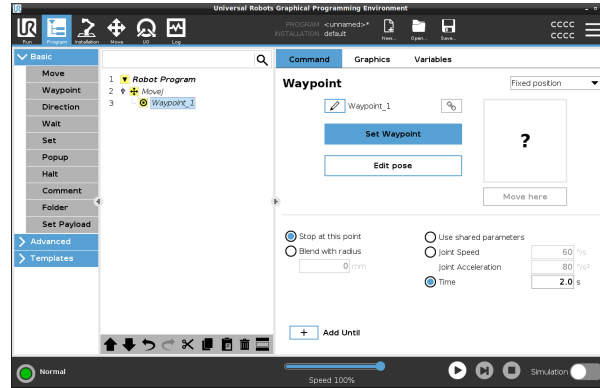 Universal Robots Graphical Programming Environment
Run Program Installation Move I/O Log
PROGRAM <unnamed>*
INSTALLATION default
New... Open... Save...
CCCC
CCCC
Basic
Move
Waypoint
Direction
Wait
Set
Popup
Halt
Comment
Folder
Set Payload
Advanced
Templates
1 Robot Program
2 MoveJ
3 Waypoint_1
Command Graphics Variables
Waypoint
Fixed position
Waypoint_1
Set Waypoint
Edit pose
?
Move here
Stop at this point
Blend with radius
0 mm
Use shared parameters
Joint Speed 60 °/s
Joint Acceleration 80 °/s²
Time 2.0 s
+ Add Until
Normal
Speed 100%
Simulation